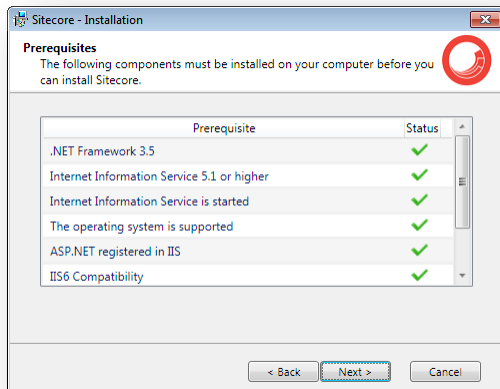 Sitecore - Installation
Prerequisites
The following components must be installed on your computer before you
can install Sitecore.
Prerequisite Status
.NET Framework 3.5
Internet Information Service 5.1 or higher
Internet Information Service is started
The operating system is supported
ASP.NET registered in IIS
IIS6 Compatibility
< Back Next > Cancel